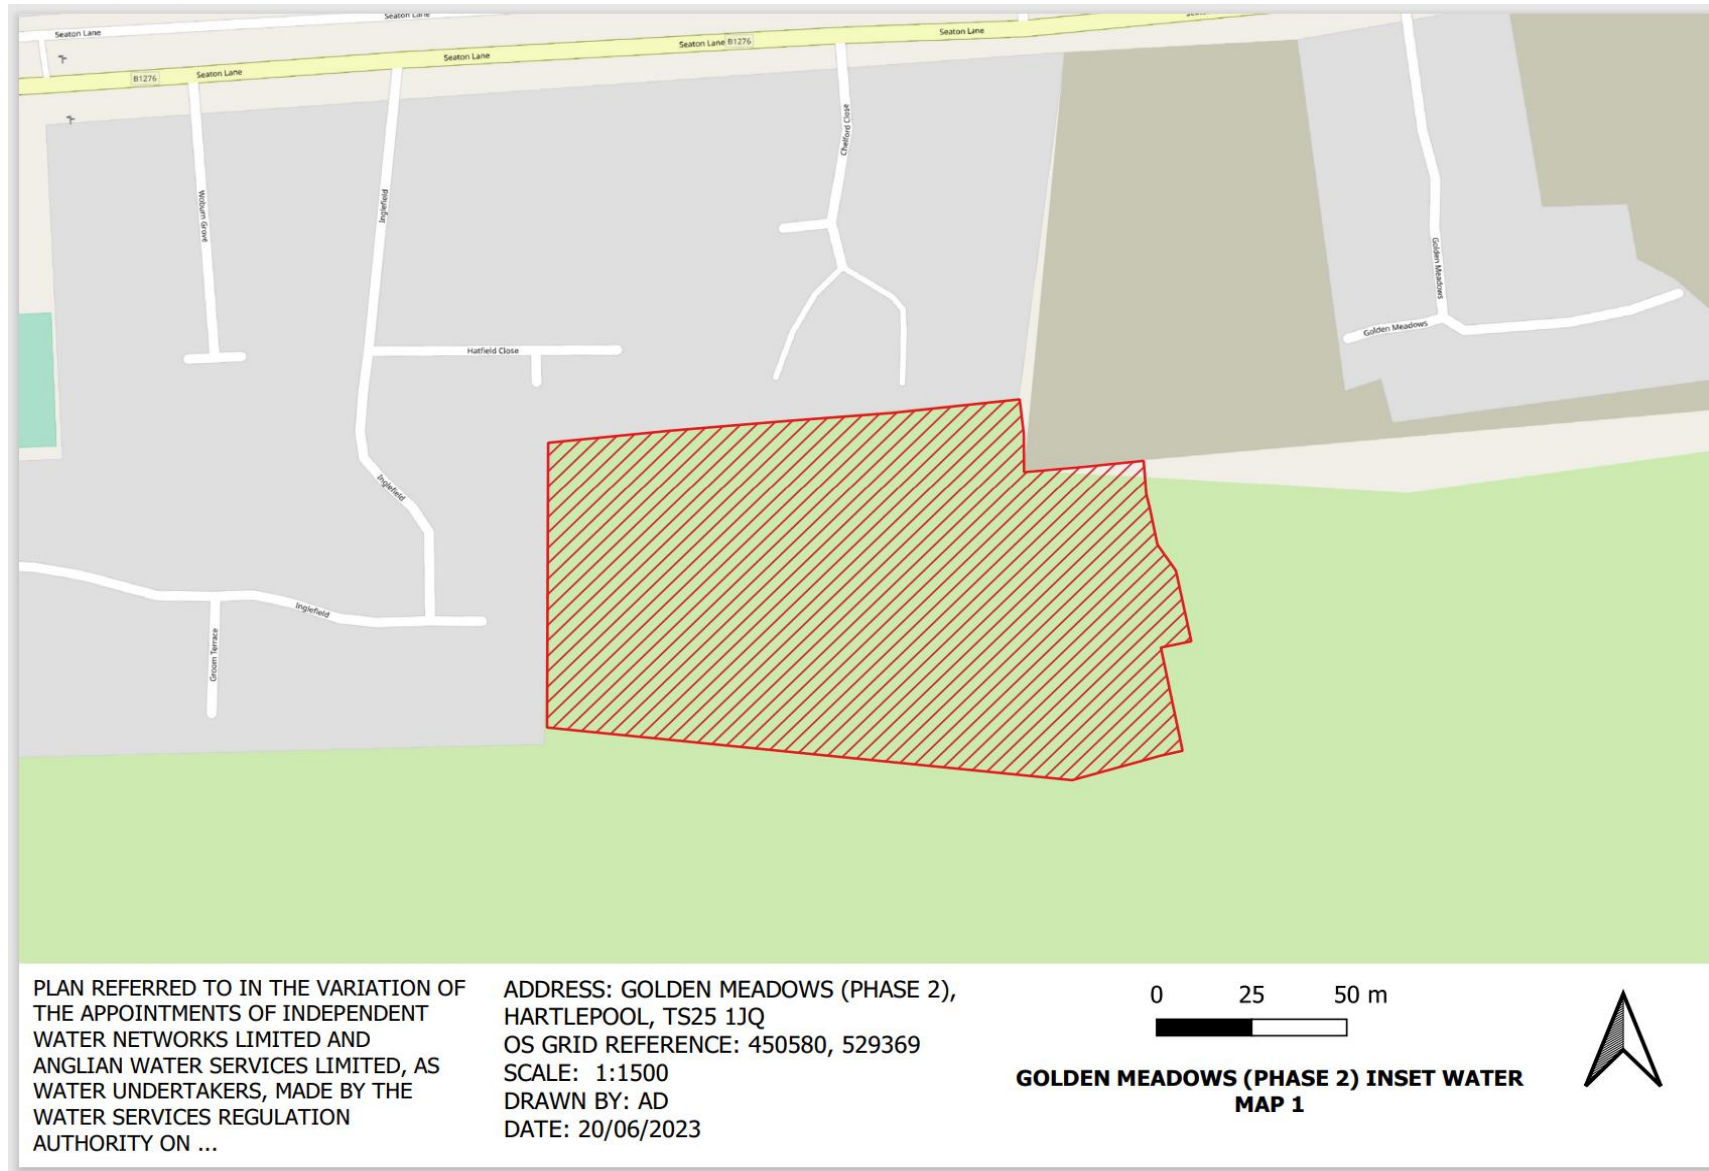 Seaton Lane
Seaton Lane
Seaton Lane
B1276
Seaton Lane
Seaton Lane
Seaton Lane
B1276
Seaton Lane
Woburn Grove
Inglefield
Chelford Close
Golden Meadows
Golden Meadows
Hatfield Close
Inglefield
Inglefield
Groom Terrace
PLAN REFERRED TO IN THE VARIATION OF
THE APPOINTMENTS OF INDEPENDENT
WATER NETWORKS LIMITED AND
ANGLIAN WATER SERVICES LIMITED, AS
WATER UNDERTAKERS, MADE BY THE
WATER SERVICES REGULATION
AUTHORITY ON ...
ADDRESS: GOLDEN MEADOWS (PHASE 2),
HARTLEPOOL, TS25 1JQ
OS GRID REFERENCE: 450580, 529369
SCALE: 1:1500
DRAWN BY: AD
DATE: 20/06/2023
0 25 50 m
GOLDEN MEADOWS (PHASE 2) INSET WATER
MAP 1